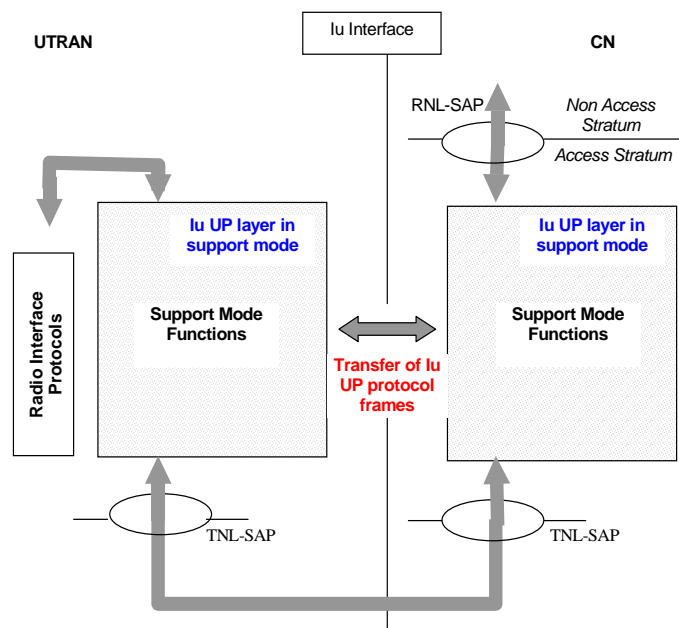 Iu Interface
UTRAN
CN
RNL-SAP
Non Access
Stratum
Access Stratum
Iu UP layer in
support mode
Support Mode
Functions
Radio Interface
Protocols
Transfer of Iu
UP protocol
frames
Iu UP layer in
support mode
Support Mode
Functions
TNL-SAP
TNL-SAP